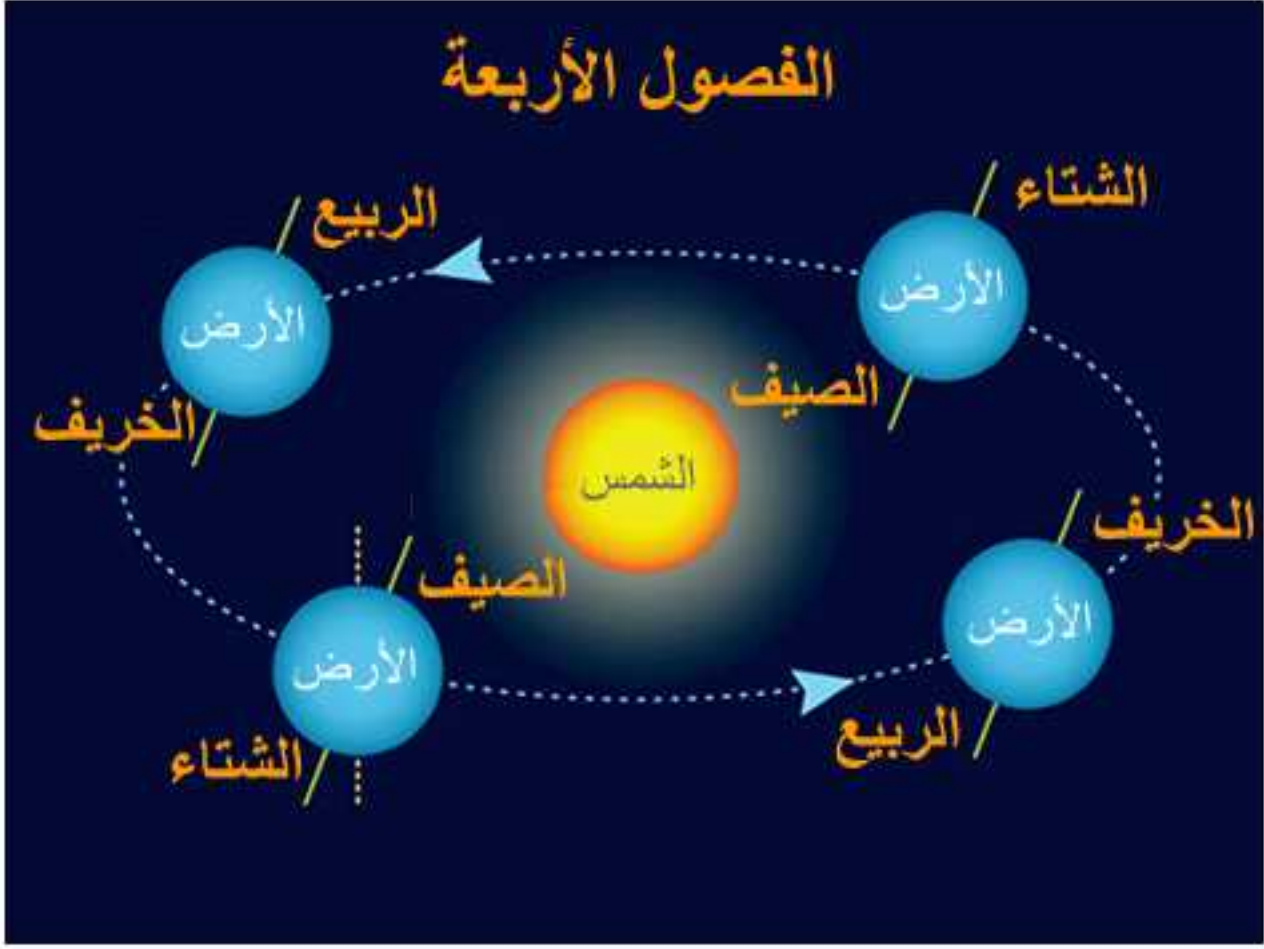 الفصول الأربعة
الشتاء
الربيع
الأرض
الأرض
الصيف
الخريف
الشمس
الخريف
الصيف
الأرض
الأرض
الربيع
الشتاء